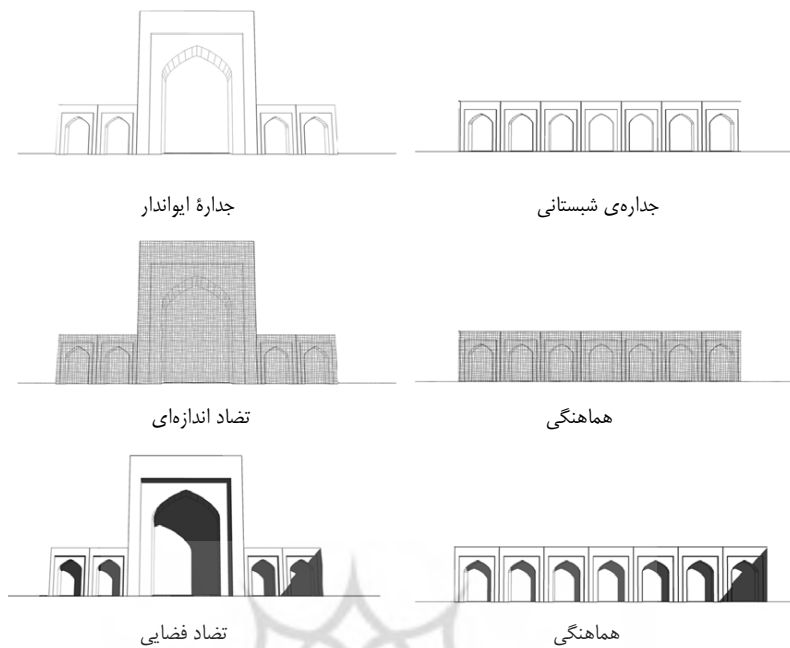 جداره‌ی شبستانی
جدارهٔ ایواندار
هماهنگی
تضاد اندازه‌ای
هماهنگی
تضاد فضایی